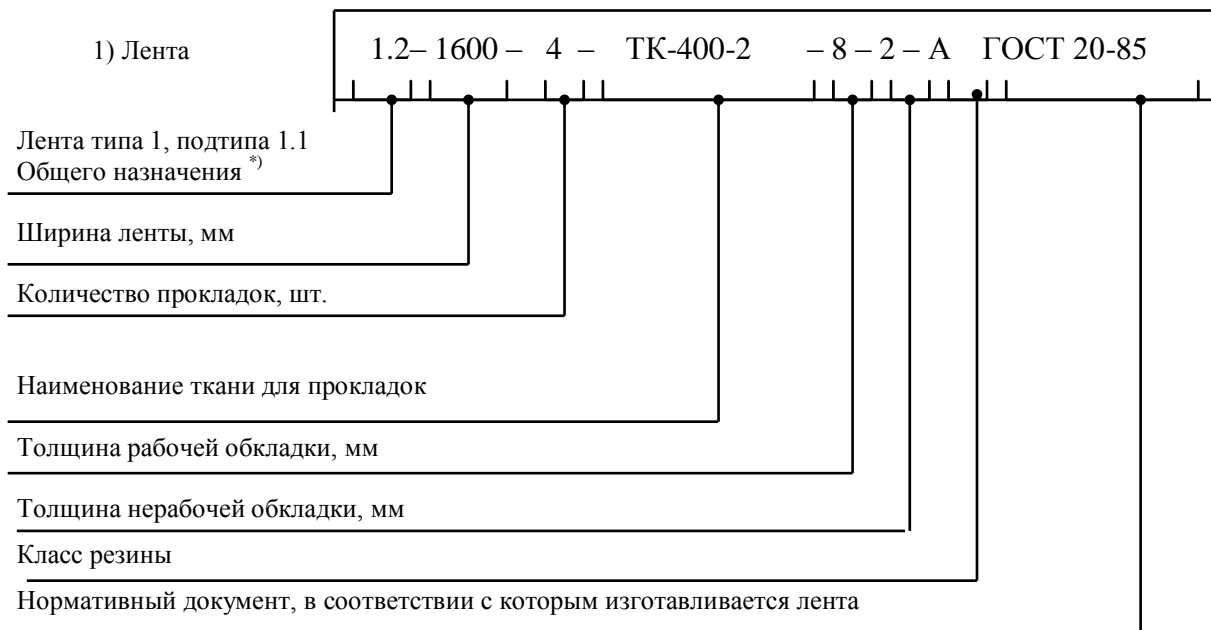 1) Лента 1.2– 1600 – 4 – ТК-400-2 – 8 – 2 – А ГОСТ 20-85
Лента типа 1, подтипа 1.1
Общего назначения *)
Ширина ленты, мм
Количество прокладок, шт.
Наименование ткани для прокладок
Толщина рабочей обкладки, мм
Толщина нерабочей обкладки, мм
Класс резины
Нормативный документ, в соответствии с которым изготавливается лента